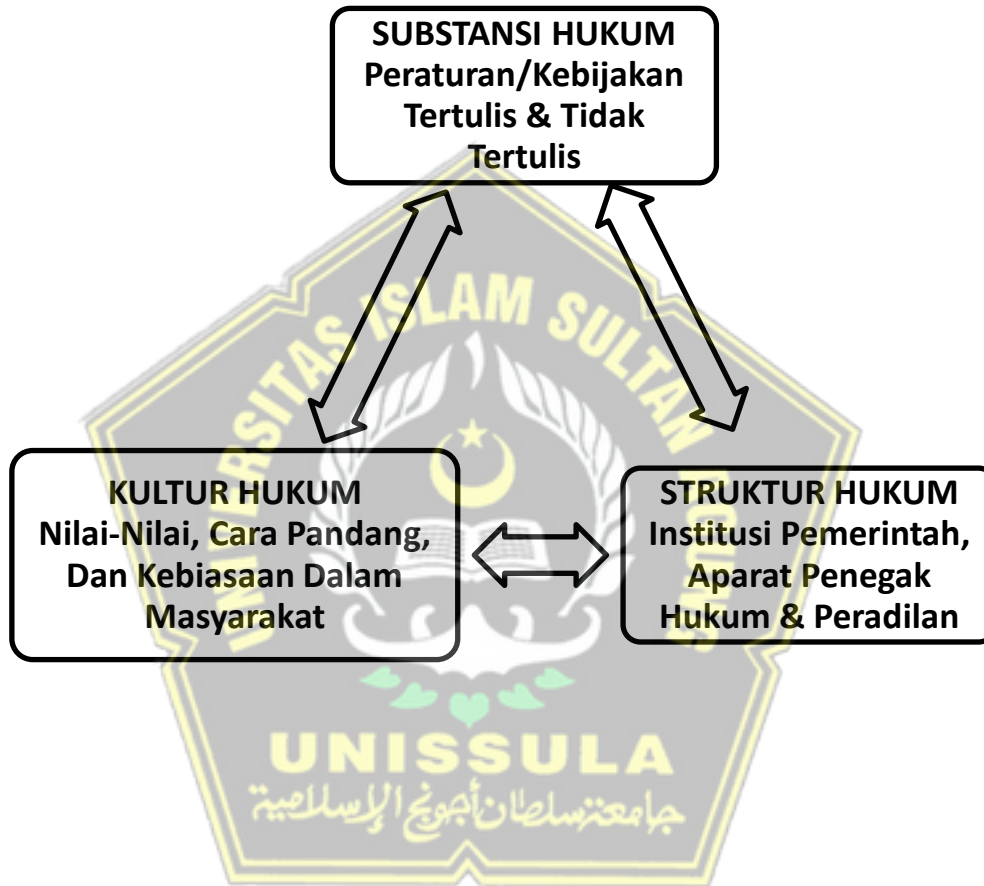 SUBSTANSI HUKUM
Peraturan/Kebijakan
Tertulis & Tidak
Tertulis
UNIVERSITAS ISLAM SULTAN AGUNG
KULTUR HUKUM
Nilai-Nilai, Cara Pandang,
Dan Kebiasaan Dalam
Masyarakat
STRUKTUR HUKUM
Institusi Pemerintah,
Aparat Penegak
Hukum & Peradilan
UNISSULA
جامعة سلطان أجونج الإسلامية